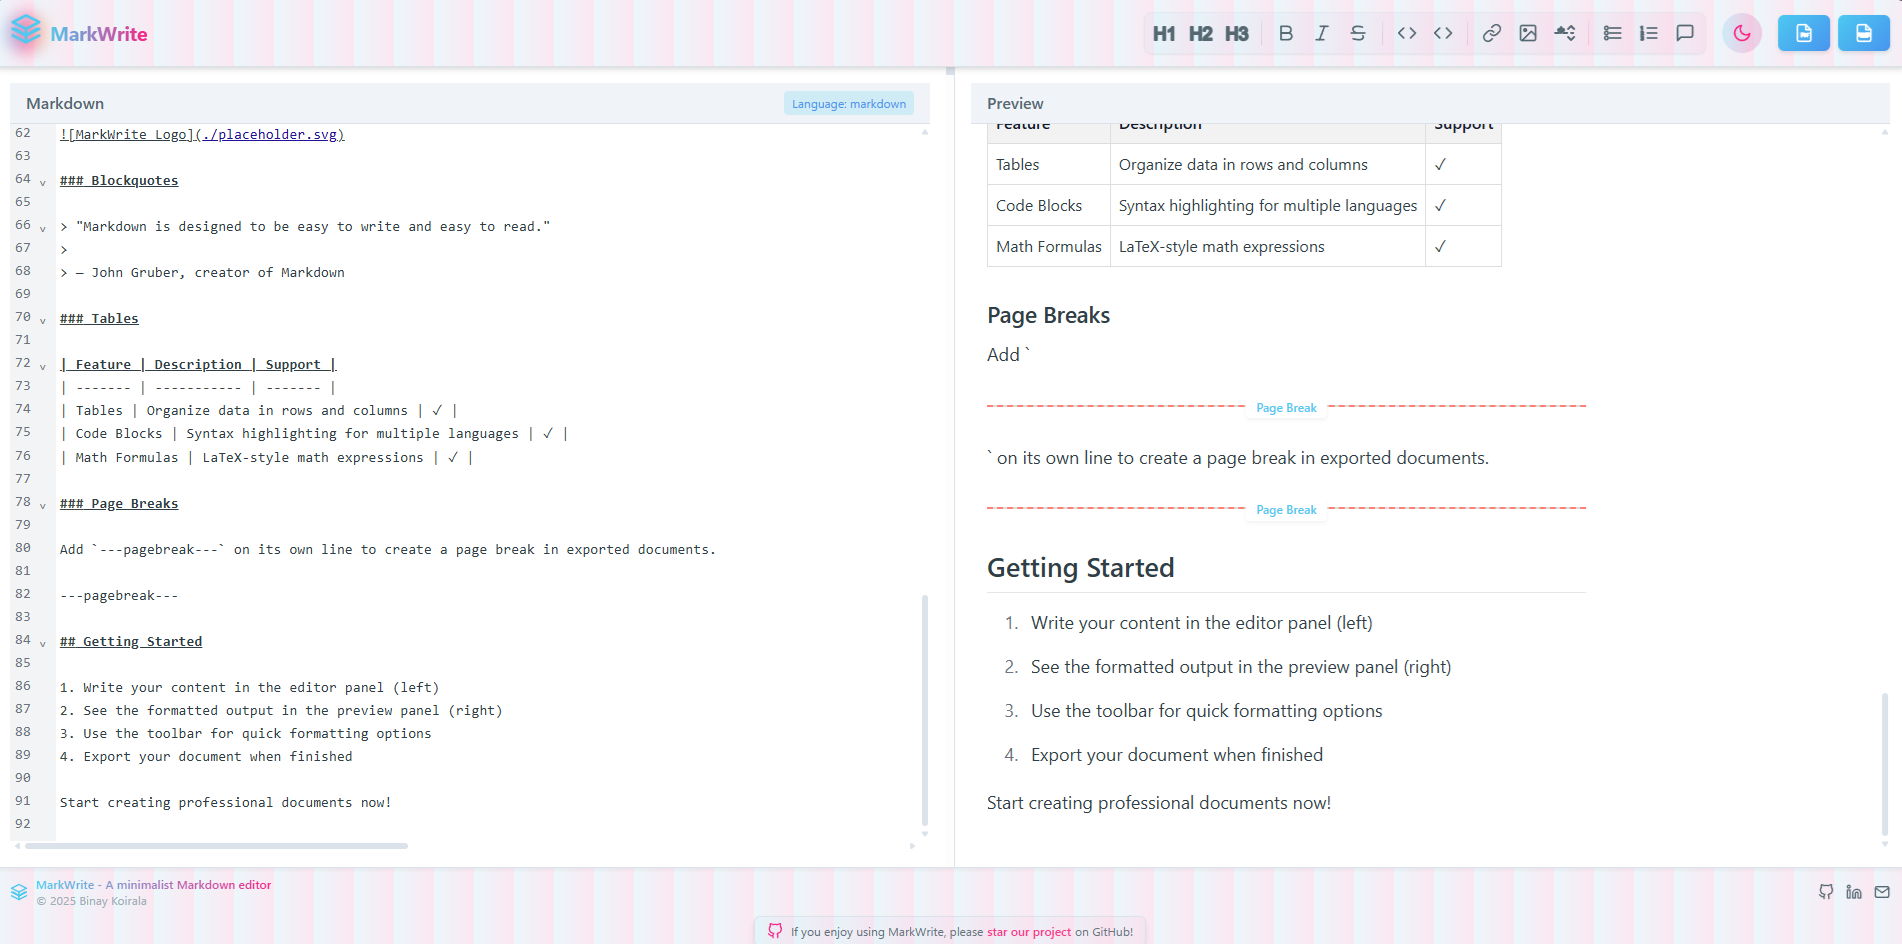 MarkWrite
H1 H2 H3
Markdown
Language: markdown
62 ![MarkWrite Logo](./placeholder.svg)
63
64 ### Blockquotes
65
66 > "Markdown is designed to be easy to write and easy to read."
67 >
68 > — John Gruber, creator of Markdown
69
70 ### Tables
71
72 | Feature | Description | Support |
73 | ------- | ----------- | ------- |
74 | Tables | Organize data in rows and columns | ✓ |
75 | Code Blocks | Syntax highlighting for multiple languages | ✓ |
76 | Math Formulas | LaTeX-style math expressions | ✓ |
77
78 ### Page Breaks
79
80 Add `---pagebreak---` on its own line to create a page break in exported documents.
81
82 ---pagebreak---
83
84 ## Getting Started
85
86 1. Write your content in the editor panel (left)
87 2. See the formatted output in the preview panel (right)
88 3. Use the toolbar for quick formatting options
89 4. Export your document when finished
90
91 Start creating professional documents now!
92
Preview
Feature Description Support
Tables Organize data in rows and columns ✓
Code Blocks Syntax highlighting for multiple languages ✓
Math Formulas LaTeX-style math expressions ✓
Page Breaks
Add `
Page Break
` on its own line to create a page break in exported documents.
Page Break
Getting Started
1. Write your content in the editor panel (left)
2. See the formatted output in the preview panel (right)
3. Use the toolbar for quick formatting options
4. Export your document when finished
Start creating professional documents now!
MarkWrite - A minimalist Markdown editor
© 2025 Binay Koirala
If you enjoy using MarkWrite, please star our project on GitHub!